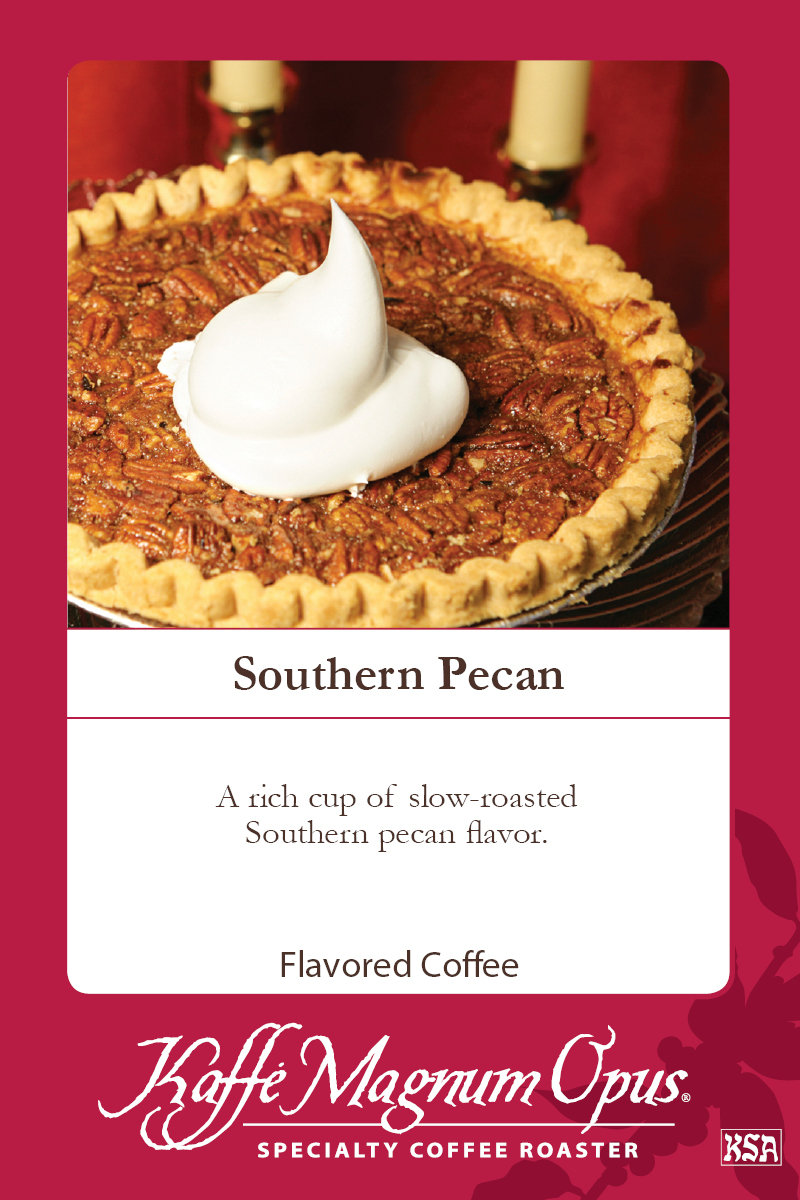 Southern Pecan
A rich cup of slow-roasted
Southern pecan flavor.
Flavored Coffee
Kaffé Magnum Opus®
SPECIALTY COFFEE ROASTER
KSA